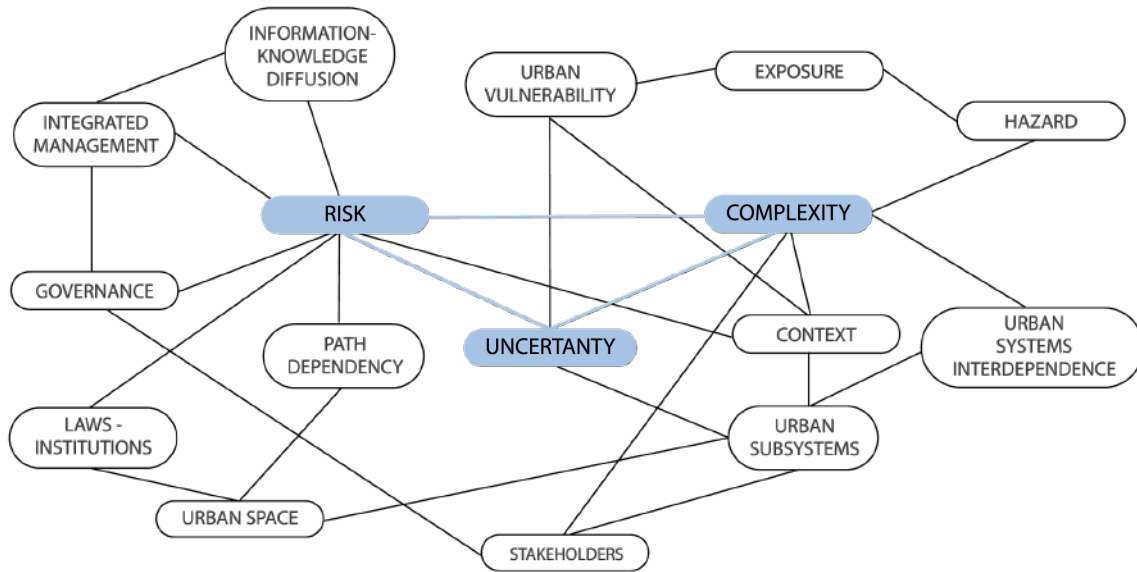 INFORMATION-
KNOWLEDGE
DIFFUSION
URBAN
VULNERABILITY
EXPOSURE
INTEGRATED
MANAGEMENT
HAZARD
RISK
COMPLEXITY
GOVERNANCE
PATH
DEPENDENCY
UNCERTANTY
CONTEXT
URBAN
SYSTEMS
INTERDEPENDENCE
LAWS -
INSTITUTIONS
URBAN
SUBSYSTEMS
URBAN SPACE
STAKEHOLDERS